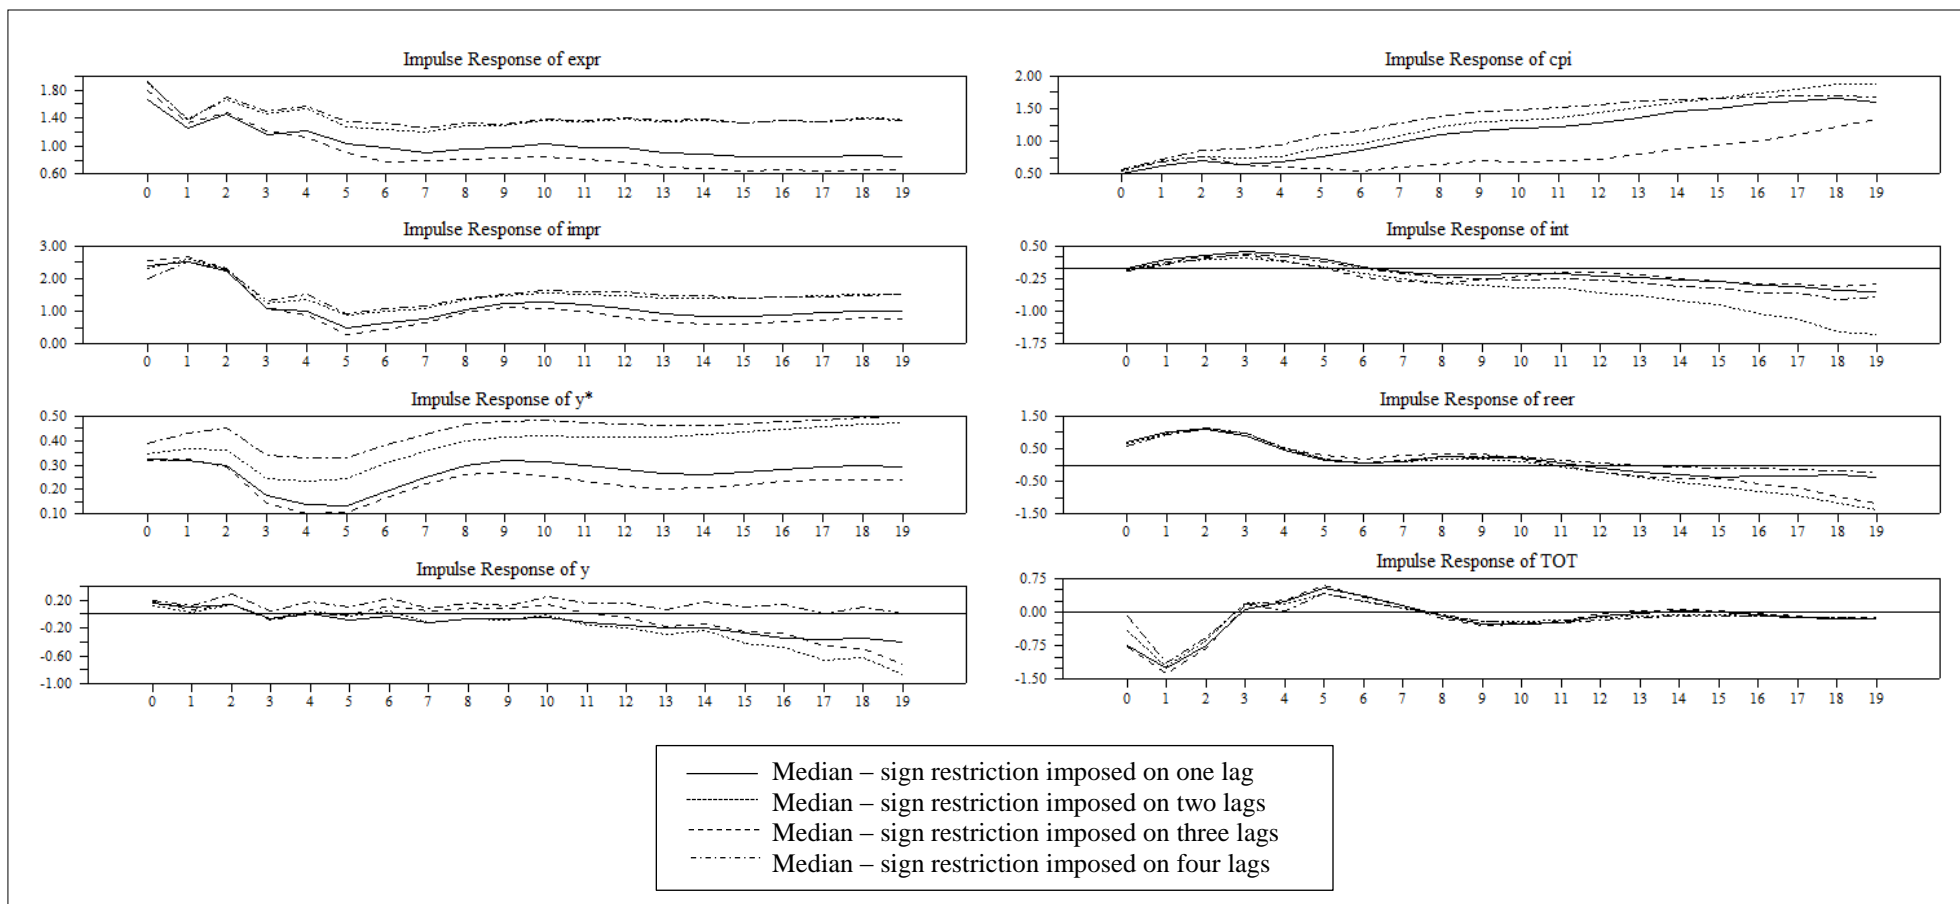 Impulse Response of expr
1.80
1.40
1.00
0.60
0 1 2 3 4 5 6 7 8 9 10 11 12 13 14 15 16 17 18 19
Impulse Response of impr
3.00
2.00
1.00
0.00
0 1 2 3 4 5 6 7 8 9 10 11 12 13 14 15 16 17 18 19
Impulse Response of y*
0.50
0.40
0.30
0.20
0.10
0 1 2 3 4 5 6 7 8 9 10 11 12 13 14 15 16 17 18 19
Impulse Response of y
0.20
-0.20
-0.60
-1.00
0 1 2 3 4 5 6 7 8 9 10 11 12 13 14 15 16 17 18 19
Impulse Response of cpi
2.00
1.50
1.00
0.50
0 1 2 3 4 5 6 7 8 9 10 11 12 13 14 15 16 17 18 19
Impulse Response of int
0.50
-0.25
-1.00
-1.75
0 1 2 3 4 5 6 7 8 9 10 11 12 13 14 15 16 17 18 19
Impulse Response of reer
1.50
0.50
-0.50
-1.50
0 1 2 3 4 5 6 7 8 9 10 11 12 13 14 15 16 17 18 19
Impulse Response of TOT
0.75
0.00
-0.75
-1.50
0 1 2 3 4 5 6 7 8 9 10 11 12 13 14 15 16 17 18 19
Median – sign restriction imposed on one lag
Median – sign restriction imposed on two lags
Median – sign restriction imposed on three lags
Median – sign restriction imposed on four lags